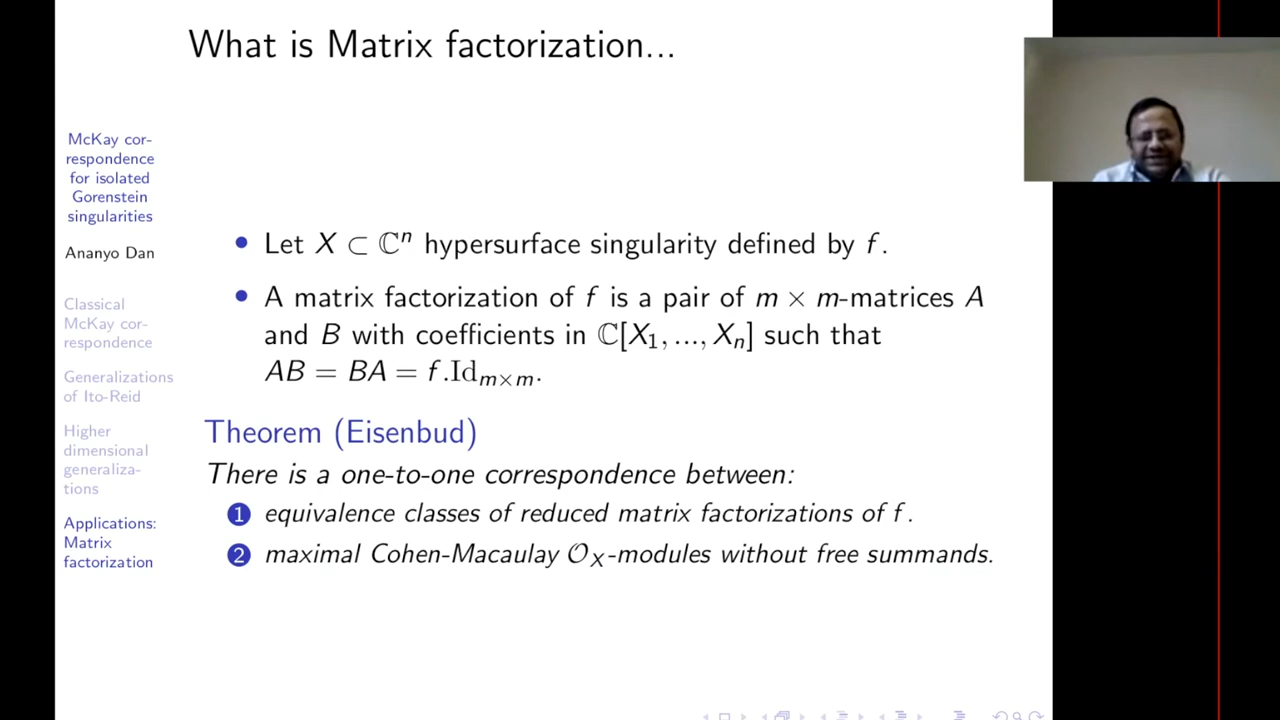 What is Matrix factorization...
McKay cor-
respondence
for isolated
Gorenstein
singularities
Ananyo Dan
Classical
McKay cor-
respondence
Generalizations
of Ito-Reid
Higher
dimensional
generaliza-
tions
Applications:
Matrix
factorization
• Let X ⊂ ℂⁿ hypersurface singularity defined by f.
• A matrix factorization of f is a pair of m × m-matrices A
and B with coefficients in ℂ[X₁, ..., Xₙ] such that
AB = BA = f.Idₘ×ₘ.
Theorem (Eisenbud)
There is a one-to-one correspondence between:
1 equivalence classes of reduced matrix factorizations of f.
2 maximal Cohen-Macaulay 𝒪_X-modules without free summands.